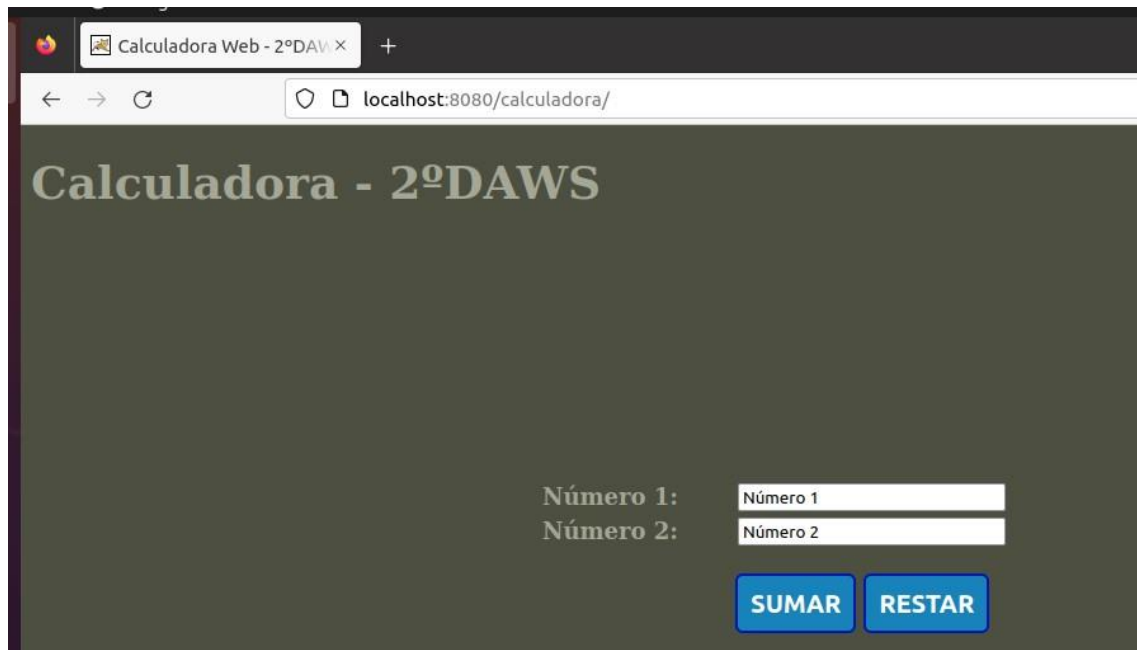 Calculadora Web - 2ºDAW
localhost:8080/calculadora/
Calculadora - 2ºDAWS
Número 1: Número 1
Número 2: Número 2
SUMAR RESTAR